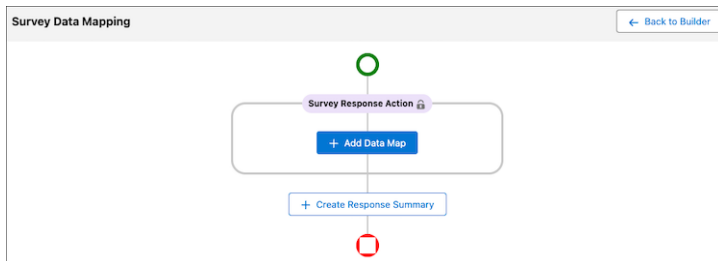 Survey Data Mapping
← Back to Builder
Survey Response Action
+ Add Data Map
+ Create Response Summary